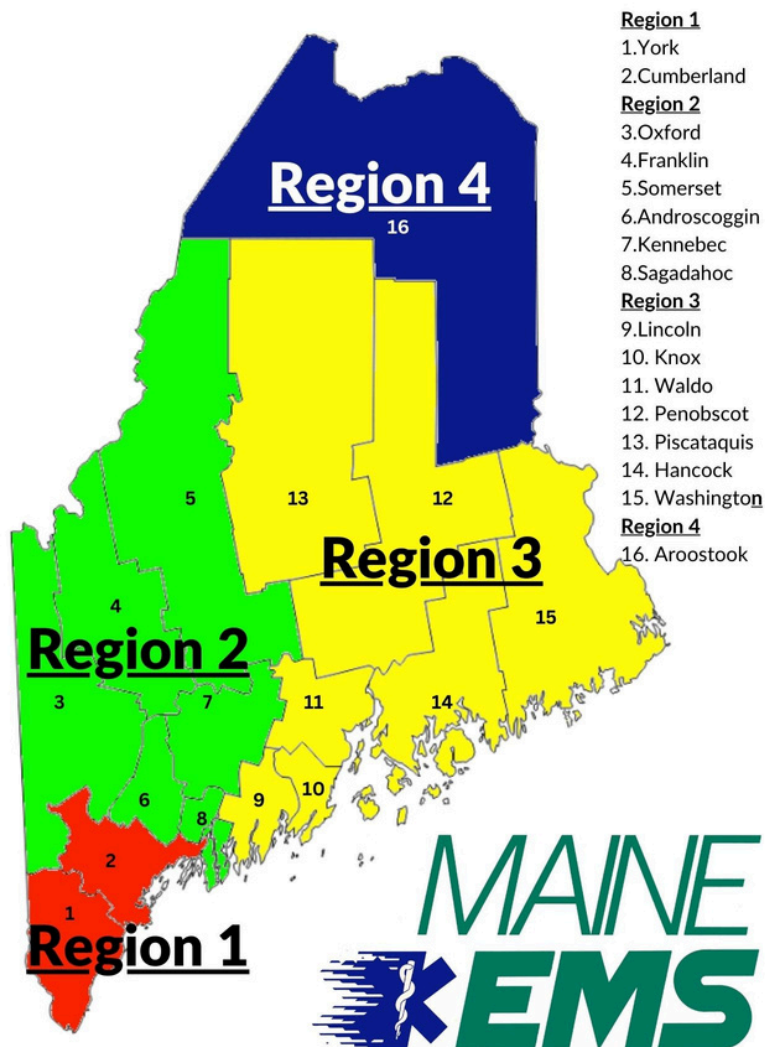 Region 1
1.York
2.Cumberland
Region 2
3.Oxford
4.Franklin
5.Somerset
6.Androscoggin
7.Kennebec
8.Sagadahoc
Region 3
9.Lincoln
10. Knox
11. Waldo
12. Penobscot
13. Piscataquis
14. Hancock
15. Washington
Region 4
16. Aroostook
Region 4
16
5
13
12
Region 3
4
15
Region 2
3
7
11
14
6
8
9
10
2
1
Region 1
MAINE
EMS